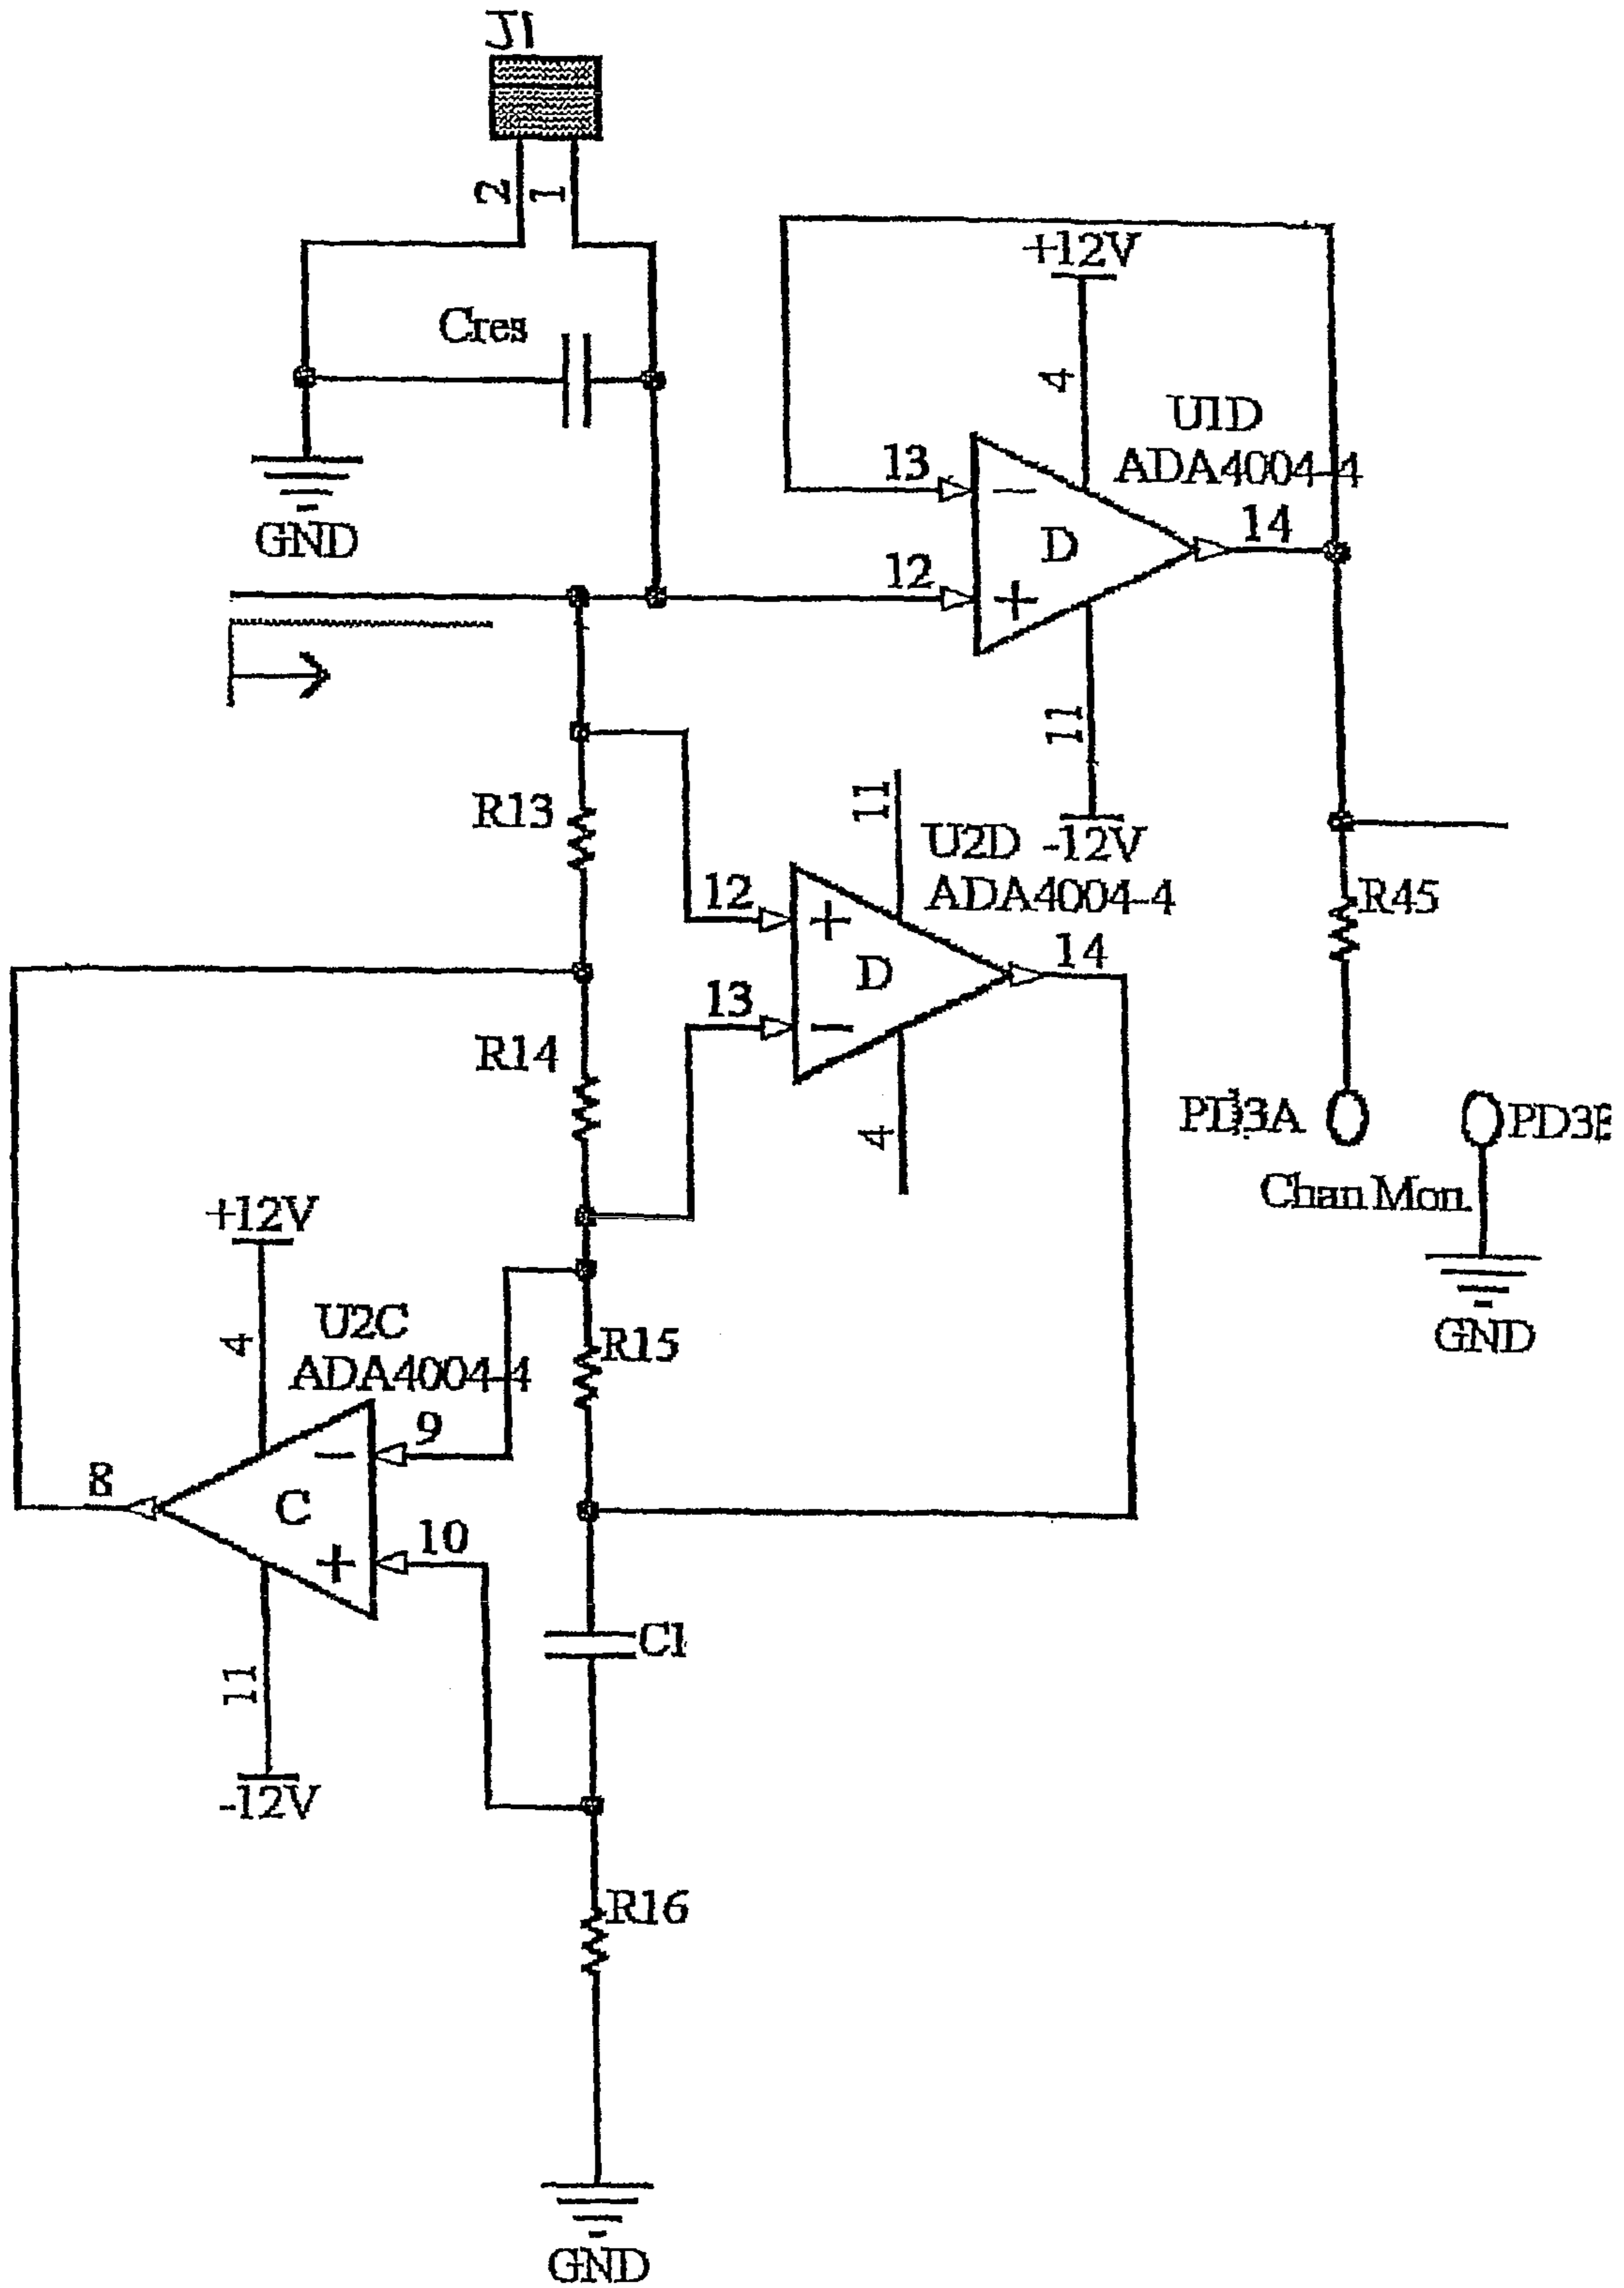 J1
2
1
Cres
GND
+12V
4
U1D
ADA4004-4
13
14
D
12
11
-12V
R13
11
U2D
ADA4004-4
12
D
14
13
4
R45
R14
PD3A
Chan Mon.
GND
+12V
4
U2C
ADA4004-4
R15
9
8
C
10
11
-12V
C1
R16
GND